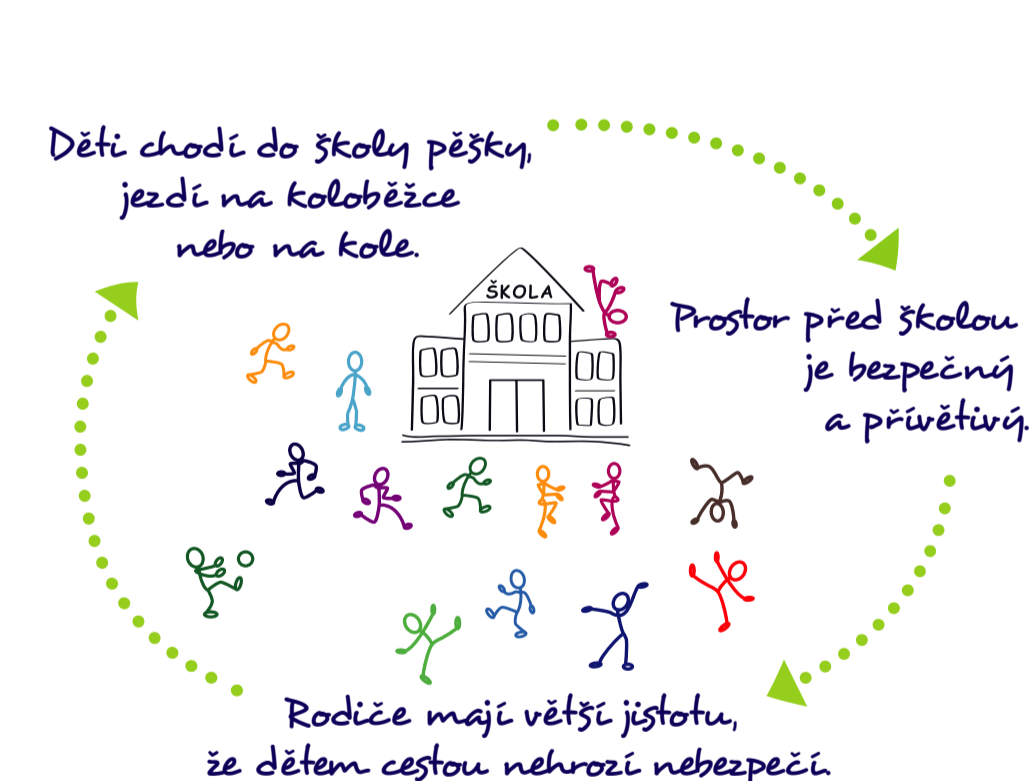 Děti chodí do školy pěšky,
jezdí na koloběžce
nebo na kole.
ŠKOLA
Prostor před školou
je bezpečný
a přívětivý.
Rodiče mají větší jistotu,
že dětem cestou nehrozí nebezpečí.